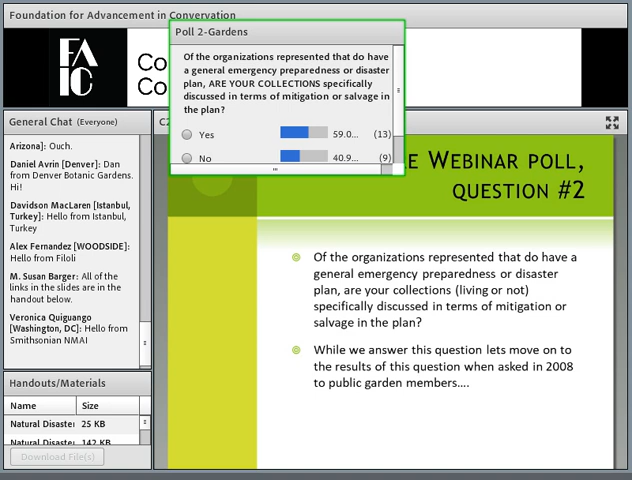 Foundation for Advancement in Convervation
FA
IC
Co
Co
Poll 2-Gardens
Of the organizations represented that do have
a general emergency preparedness or disaster
plan, ARE YOUR COLLECTIONS specifically
discussed in terms of mitigation or salvage in
the plan?
Yes 59.0... (13)
No 40.9... (9)
General Chat (Everyone)
Arizona]: Ouch.
Daniel Avrin [Denver]: Dan
from Denver Botanic Gardens.
Hi!
Davidson MacLaren [Istanbul,
Turkey]: Hello from Istanbul,
Turkey
Alex Fernandez [WOODSIDE]:
Hello from Filoli
M. Susan Barger: All of the
links in the slides are in the
handout below.
Veronica Quiguango
[Washington, DC]: Hello from
Smithsonian NMAI
Handouts/Materials
Name Size
Natural Disaster 25 KB
Natural Disaster 142 KB
Download File(s)
E WEBINAR POLL,
QUESTION #2
Of the organizations represented that do have a
general emergency preparedness or disaster
plan, are your collections (living or not)
specifically discussed in terms of mitigation or
salvage in the plan?
While we answer this question lets move on to
the results of this question when asked in 2008
to public garden members....